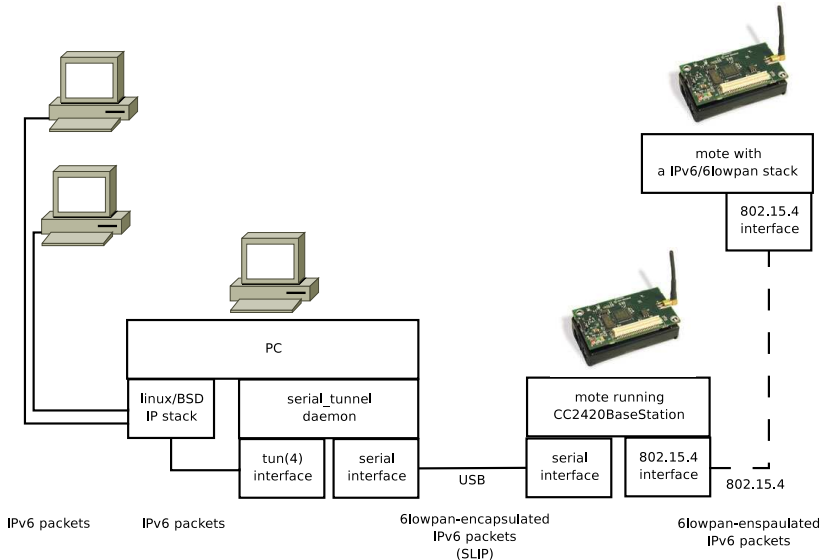 mote with
a IPv6/6lowpan stack
802.15.4
interface
PC
linux/BSD
IP stack
serial_tunnel
daemon
mote running
CC2420BaseStation
tun(4)
interface
serial
interface
USB
serial
interface
802.15.4
interface
802.15.4
IPv6 packets
IPv6 packets
6lowpan-encapsulated
IPv6 packets
(SLIP)
6lowpan-enspaulated
IPv6 packets